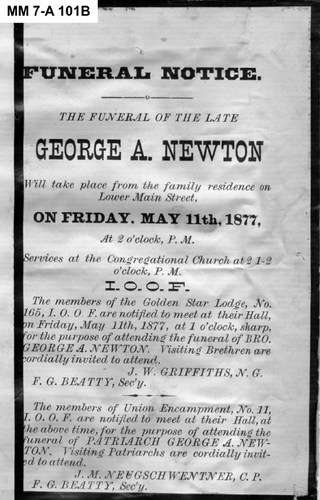 MM 7-A 101B
FUNERAL NOTICE.
THE FUNERAL OF THE LATE
GEORGE A. NEWTON
Will take place from the family residence on
Lower Main Street,
ON FRIDAY, MAY 11th, 1877,
At 2 o'clock, P. M.
Services at the Congregational Church at 2 1-2
o'clock, P. M.
I. O. O. F.
The members of the Golden Star Lodge, No.
165, I. O. O F. are notified to meet at their Hall,
on Friday, May 11th, 1877, at 1 o'clock, sharp,
for the purpose of attending the funeral of BRO.
GEORGE A. NEWTON. Visiting Brethren are
cordially invited to attend.
J. W. GRIFFITHS, N. G.
F. G. BEATTY, Sec'y.
The members of Union Encampment, No. 11,
I. O. O. F. are notified to meet at their Hall, at
the above time, for the purpose of attending the
funeral of PATRIARCH GEORGE A. NEW-
TON. Visiting Patriarchs are cordially invit-
ed to attend.
J. M. NEUGSCHWENTNER, C. P.
F. G. BEATTY, Sec'y.